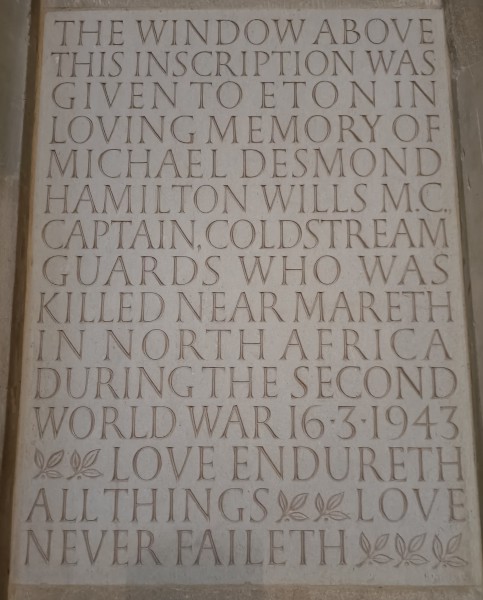 THE WINDOW ABOVE
THIS INSCRIPTION WAS
GIVEN TO ETON IN
LOVING MEMORY OF
MICHAEL DESMOND
HAMILTON WILLS M.C.,
CAPTAIN, COLDSTREAM
GUARDS WHO WAS
KILLED NEAR MARETH
IN NORTH AFRICA
DURING THE SECOND
WORLD WAR 16·3·1943
LOVE ENDURETH
ALL THINGS LOVE
NEVER FAILETH